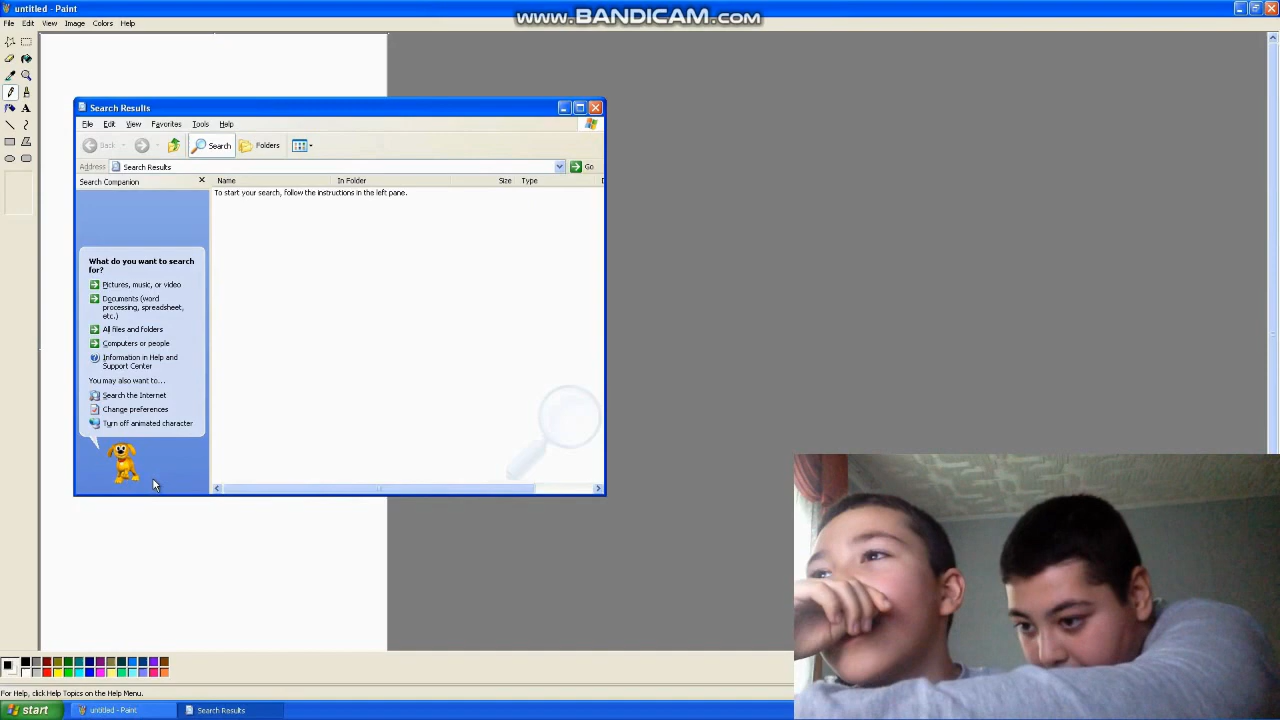 untitled - Paint
www.BANDICAM.com
File Edit View Image Colors Help
Search Results
File Edit View Favorites Tools Help
Back Search Folders
Address Search Results Go
Search Companion
Name In Folder Size Type
To start your search, follow the instructions in the left pane.
What do you want to search
for?
Pictures, music, or video
Documents (word
processing, spreadsheet,
etc.)
All files and folders
Computers or people
Information in Help and
Support Center
You may also want to...
Search the Internet
Change preferences
Turn off animated character
For Help, click Help Topics on the Help Menu.
start untitled - Paint Search Results